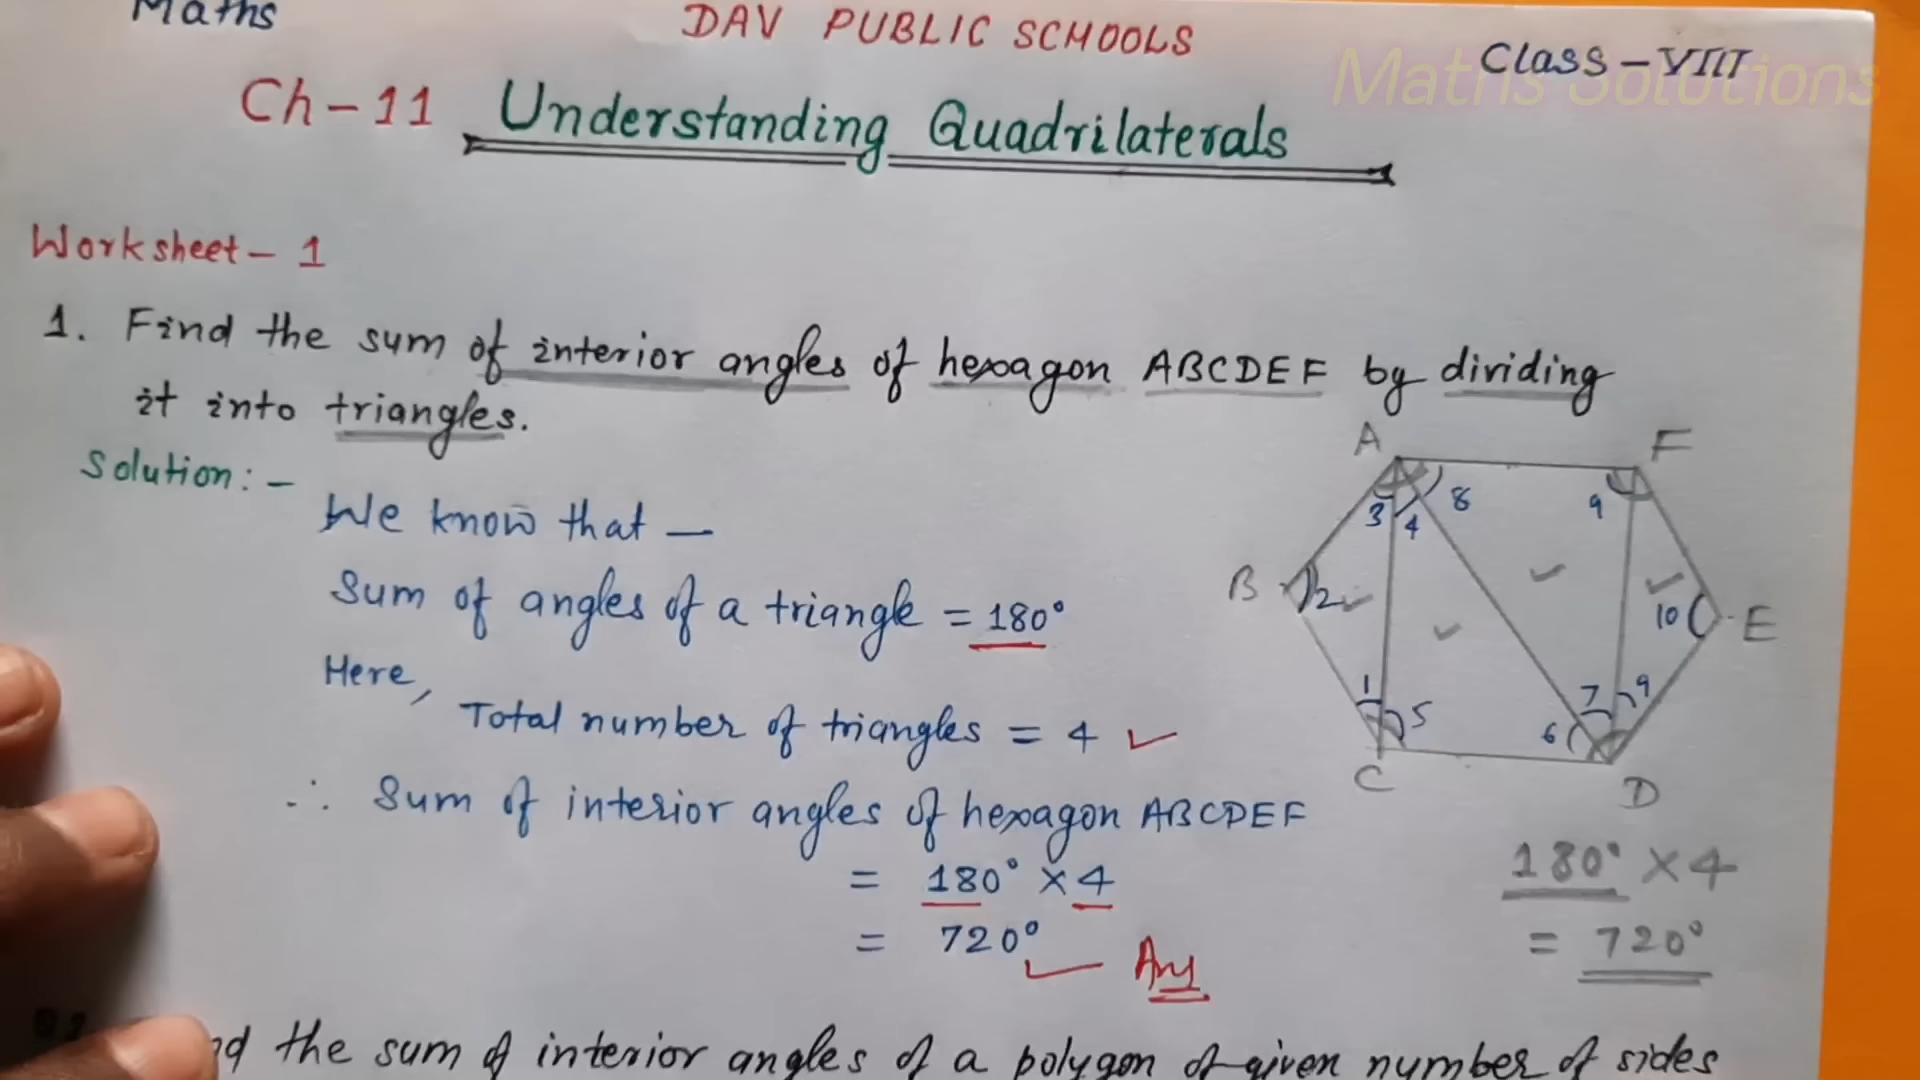 Maths
DAV PUBLIC SCHOOLS
Class - VIII
Maths Solutions
Ch-11 Understanding Quadrilaterals
Worksheet - 1
1. Find the sum of interior angles of hexagon ABCDEF by dividing
it into triangles.
Solution:-
We know that —
Sum of angles of a triangle = 180°
Here,
Total number of triangles = 4 ✓
∴ Sum of interior angles of hexagon ABCDEF
= 180° × 4
= 720°
Ans
A F
3 4 8 9
B 2 10 E
1 5 6 7 9
C D
180° × 4
= 720°
the sum of interior angles of a polygon of given number of sides